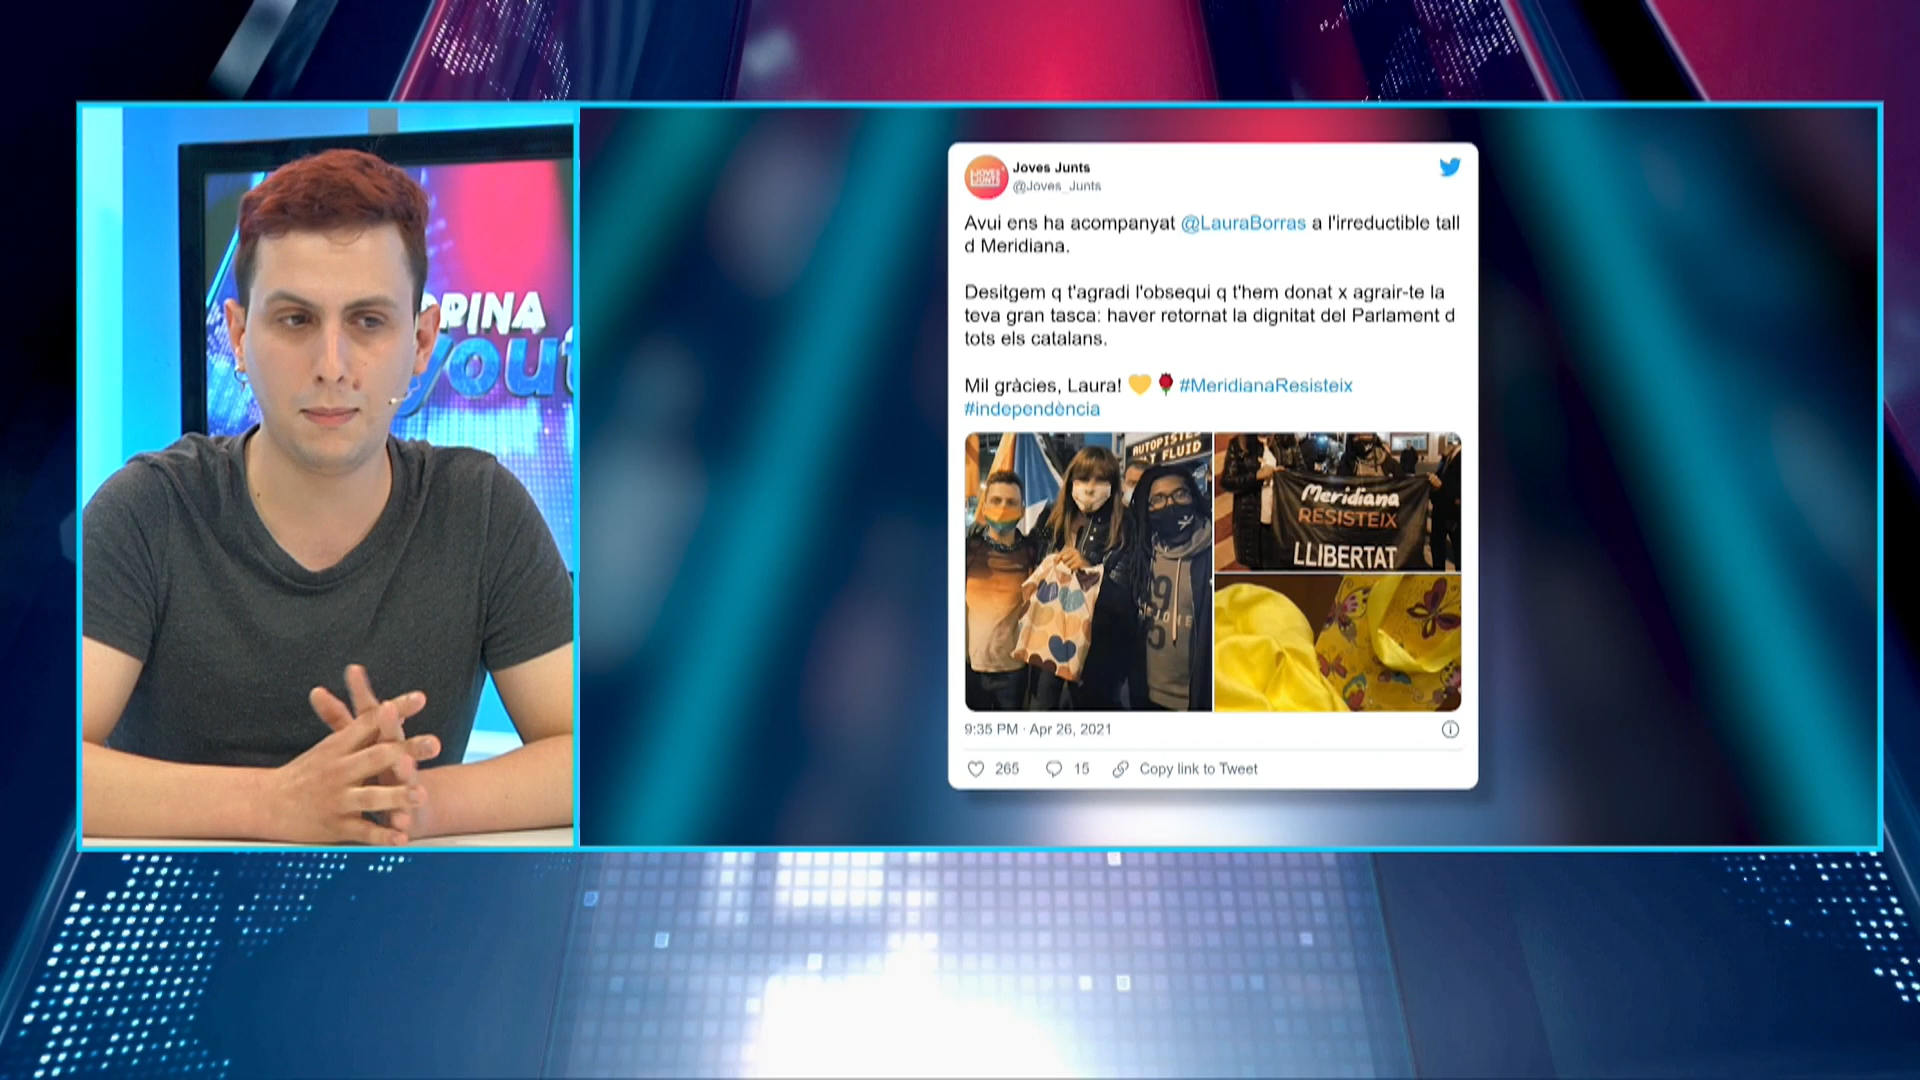 Joves Junts
@Joves_Junts
Avui ens ha acompanyat @LauraBorras a l'irreductible tall
d Meridiana.
Desitgem q t'agradi l'obsequi q t'hem donat x agrair-te la
teva gran tasca: haver retornat la dignitat del Parlament d
tots els catalans.
Mil gràcies, Laura! 💛🌹 #MeridianaResisteix
#independència
FLUID
Meridiana
RESISTEIX
LLIBERTAT
9:35 PM · Apr 26, 2021
265 15 Copy link to Tweet
JOVES
JUNTS